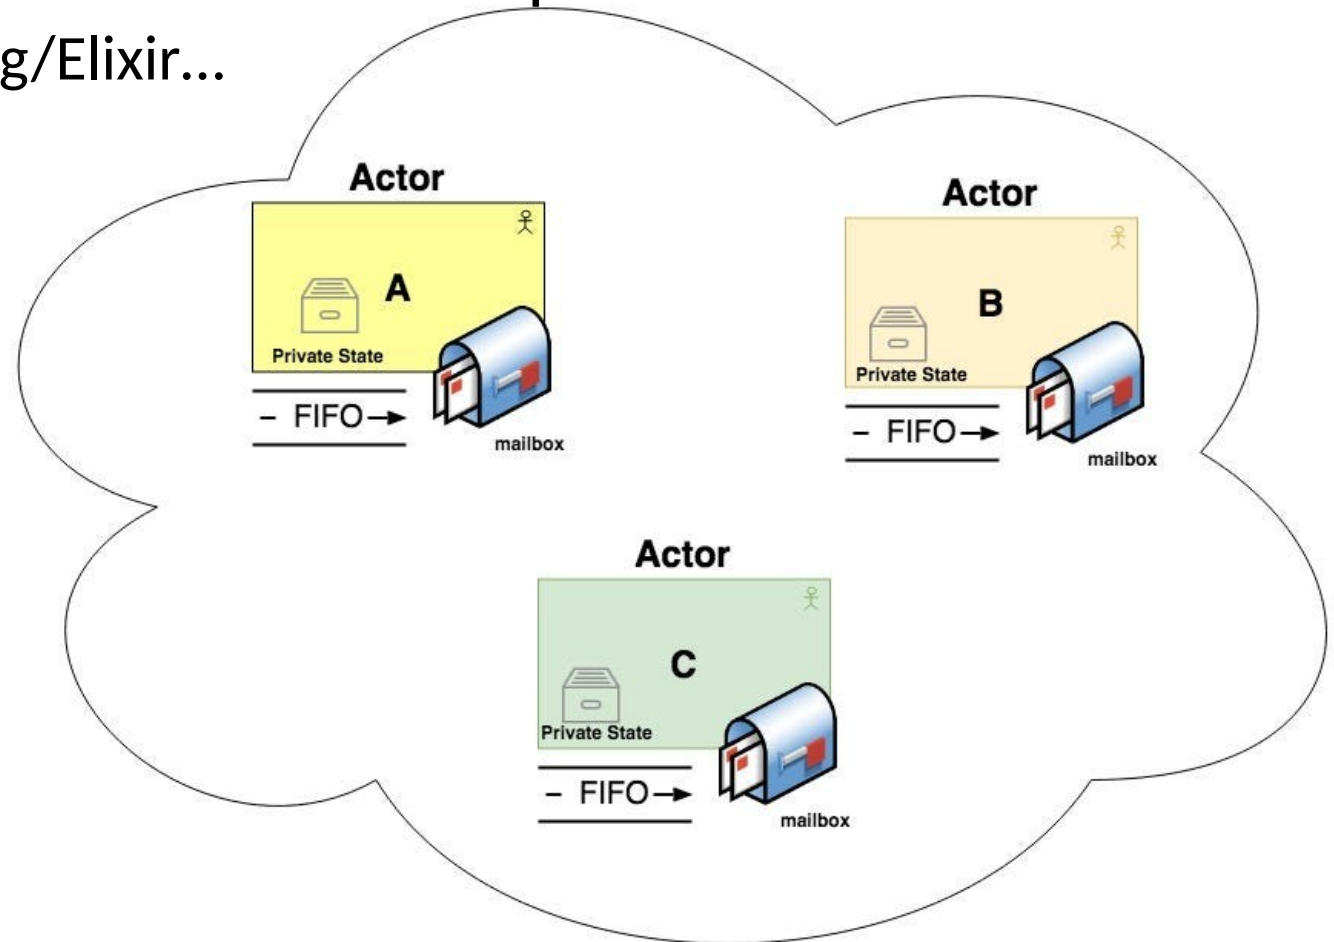 g/Elixir...
Actor
A
Private State
– FIFO
mailbox
Actor
B
Private State
– FIFO
mailbox
Actor
C
Private State
– FIFO
mailbox